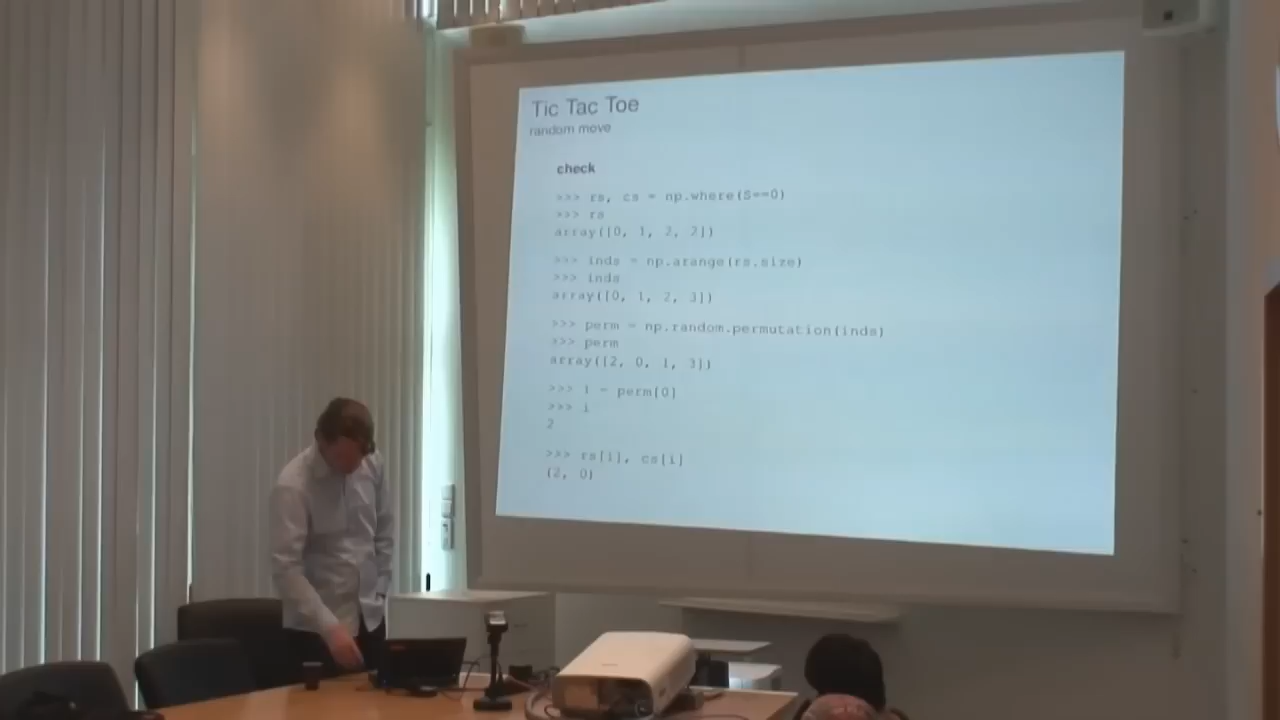 Tic Tac Toe
random move
check
>>> rs, cs = np.where(S==0)
>>> rs
array([0, 1, 2, 2])
>>> inds = np.arange(rs.size)
>>> inds
array([0, 1, 2, 3])
>>> perm = np.random.permutation(inds)
>>> perm
array([2, 0, 1, 3])
>>> i = perm[0]
>>> i
2
>>> rs[i], cs[i]
(2, 0)